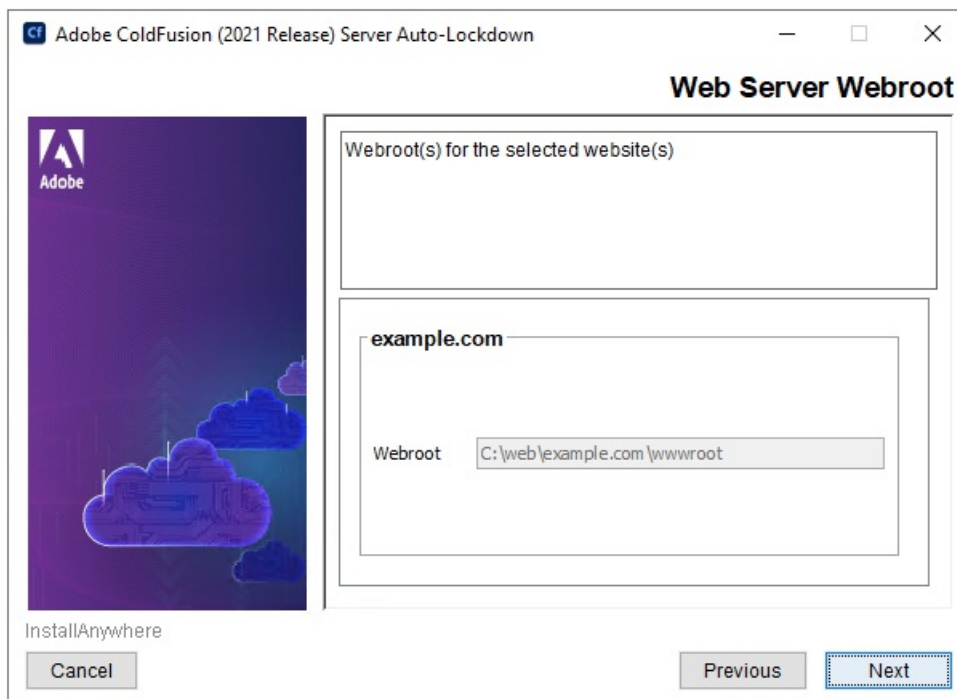 Cf Adobe ColdFusion (2021 Release) Server Auto-Lockdown
Web Server Webroot
Adobe
Webroot(s) for the selected website(s)
example.com
Webroot C:\web\example.com\wwwroot
InstallAnywhere
Cancel Previous Next